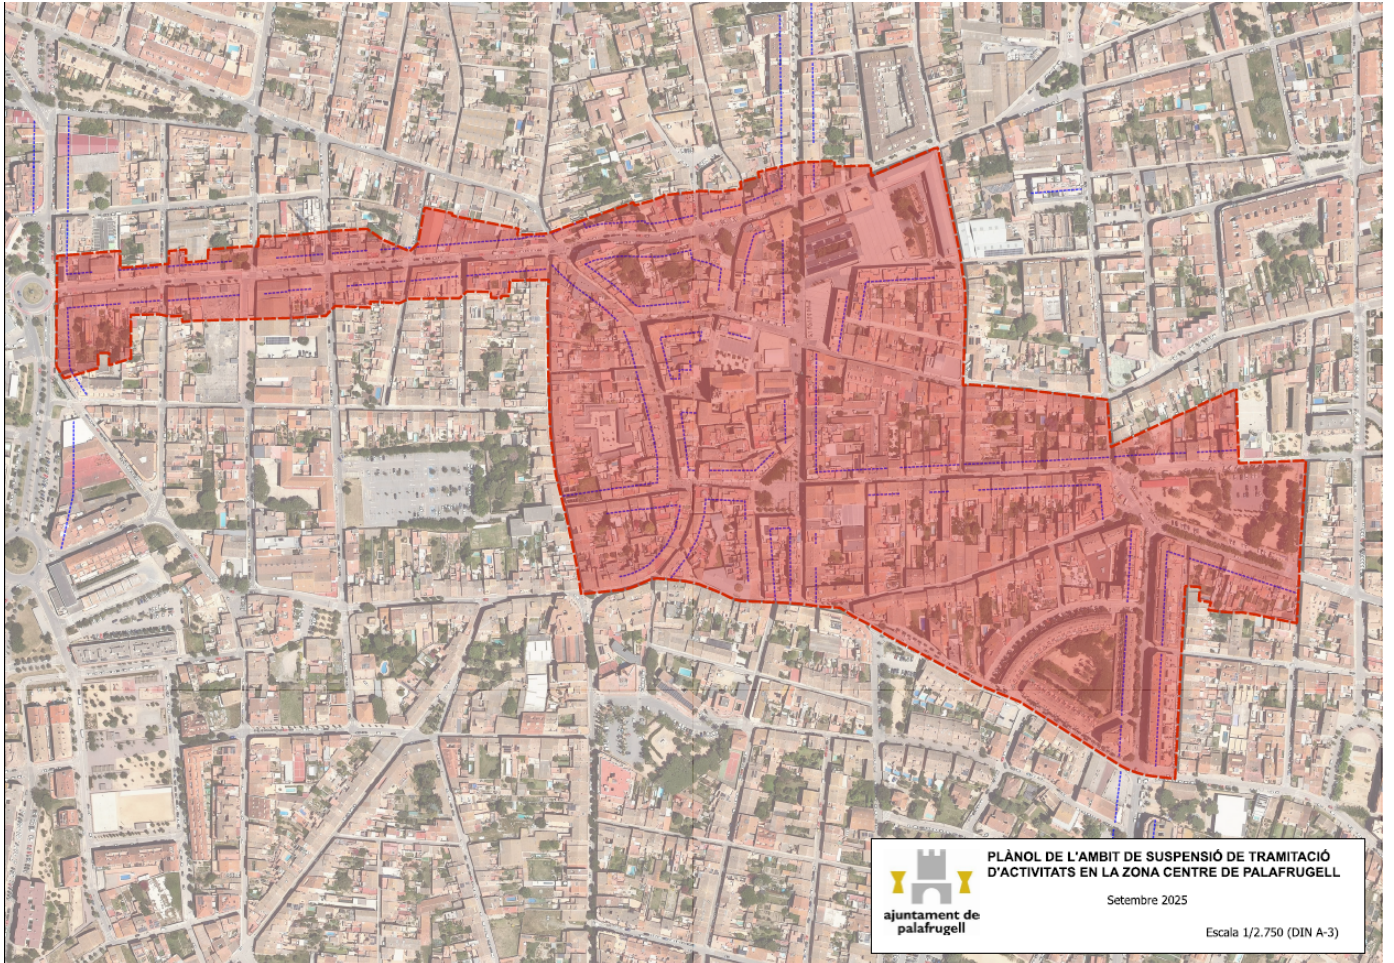 PLÀNOL DE L'AMBIT DE SUSPENSIÓ DE TRAMITACIÓ
D'ACTIVITATS EN LA ZONA CENTRE DE PALAFRUGELL
Setembre 2025
ajuntament de
palafrugell
Escala 1/2.750 (DIN A-3)